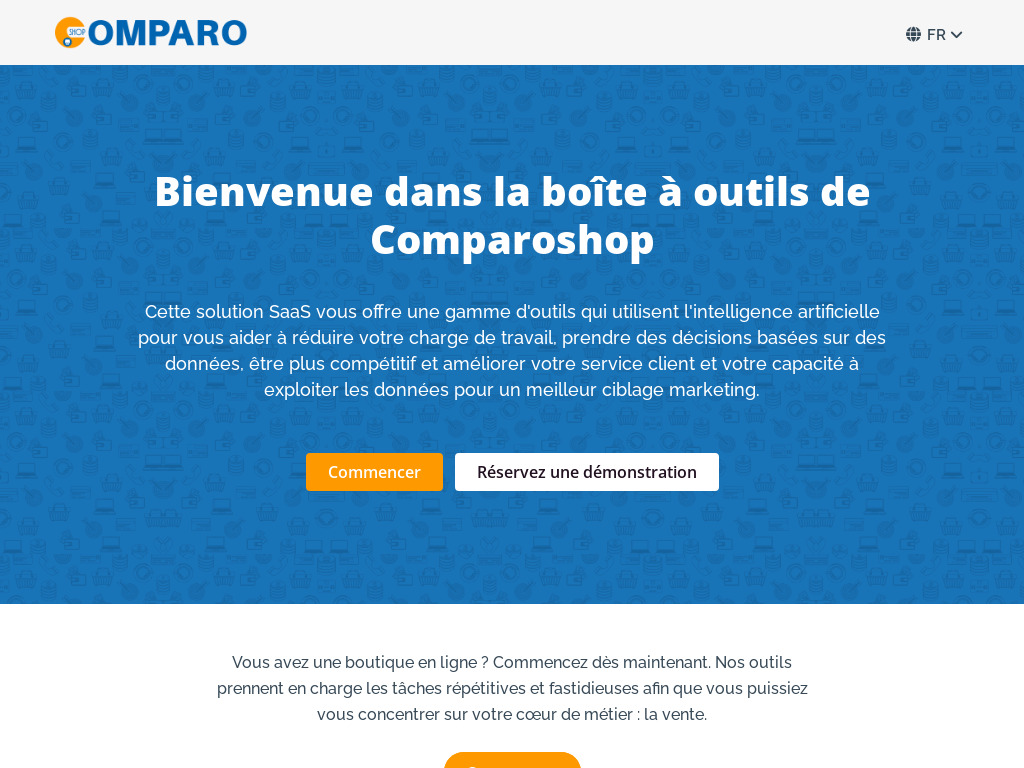 SHOP OMPARO
FR
Bienvenue dans la boîte à outils de
Comparoshop
Cette solution SaaS vous offre une gamme d'outils qui utilisent l'intelligence artificielle
pour vous aider à réduire votre charge de travail, prendre des décisions basées sur des
données, être plus compétitif et améliorer votre service client et votre capacité à
exploiter les données pour un meilleur ciblage marketing.
Commencer
Réservez une démonstration
Vous avez une boutique en ligne ? Commencez dès maintenant. Nos outils
prennent en charge les tâches répétitives et fastidieuses afin que vous puissiez
vous concentrer sur votre cœur de métier : la vente.